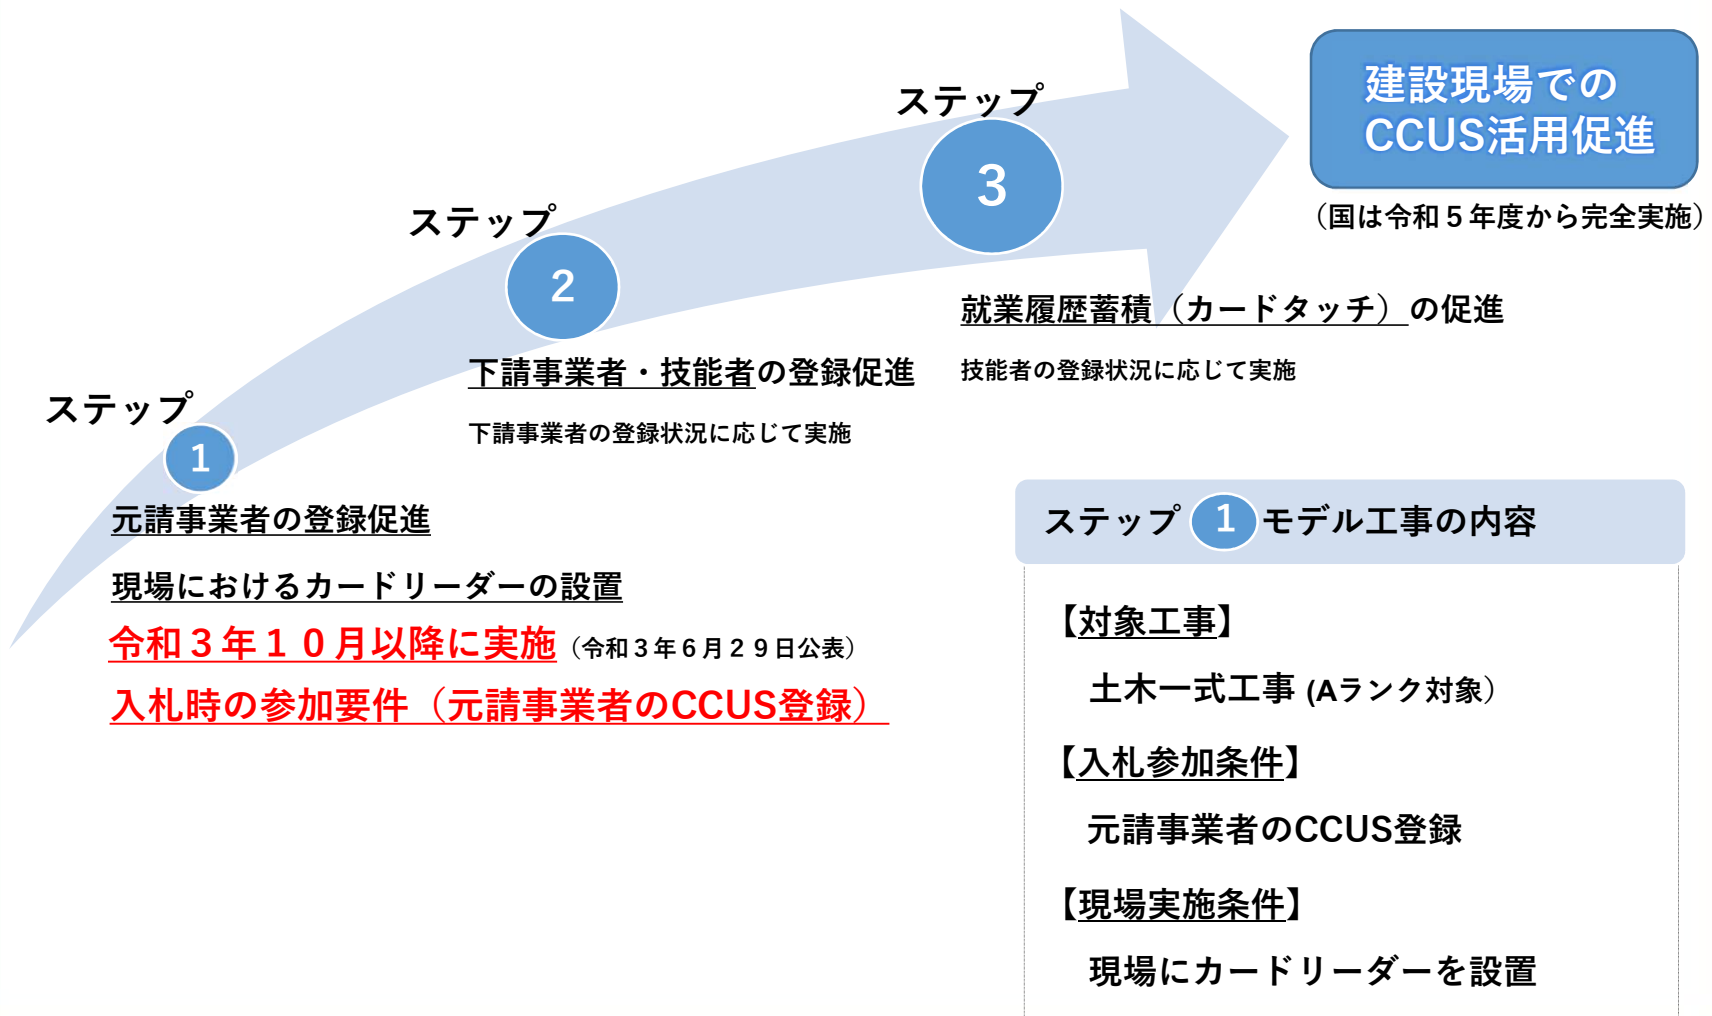 建設現場での
CCUS活用促進
（国は令和５年度から完全実施）
ステップ
3
就業履歴蓄積（カードタッチ）の促進
技能者の登録状況に応じて実施
ステップ
2
下請事業者・技能者の登録促進
下請事業者の登録状況に応じて実施
ステップ
1
元請事業者の登録促進
現場におけるカードリーダーの設置
令和３年１０月以降に実施（令和３年６月２９日公表）
入札時の参加要件（元請事業者のCCUS登録）
ステップ 1 モデル工事の内容
【対象工事】
土木一式工事 (Aランク対象）
【入札参加条件】
元請事業者のCCUS登録
【現場実施条件】
現場にカードリーダーを設置